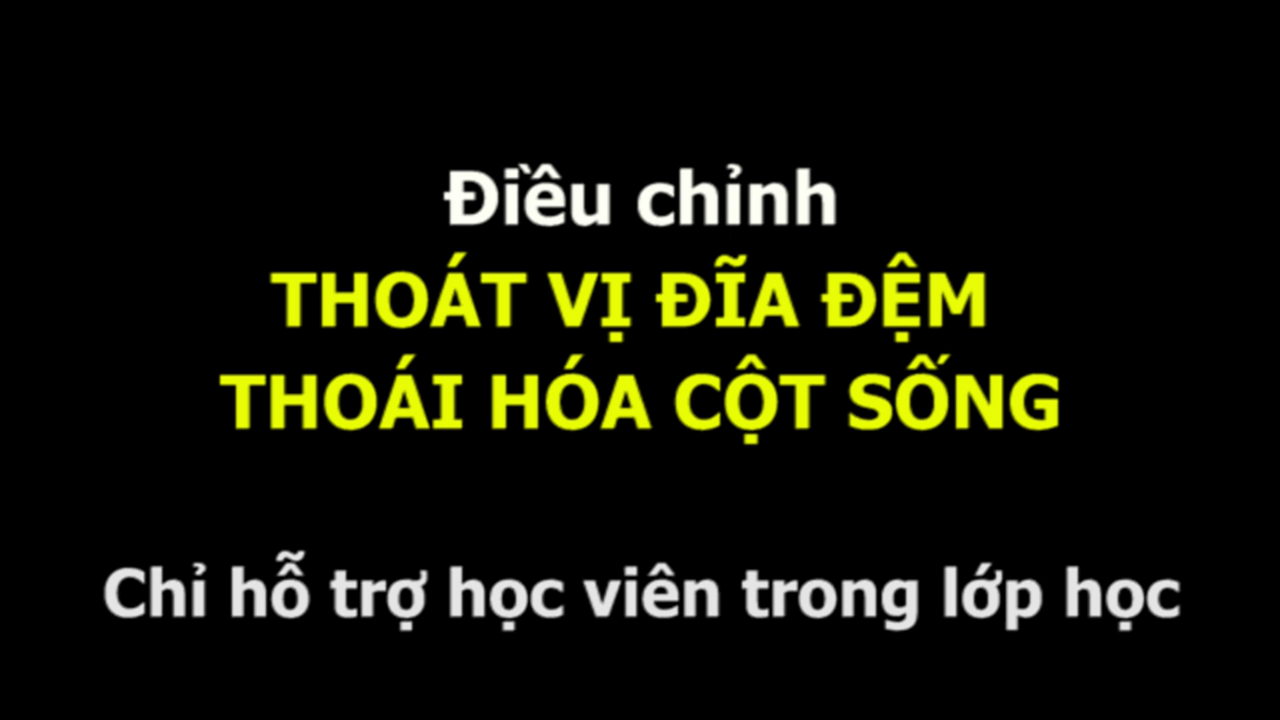 Điều chỉnh
THOÁT VỊ ĐĨA ĐỆM
THOÁI HÓA CỘT SỐNG
Chỉ hỗ trợ học viên trong lớp học